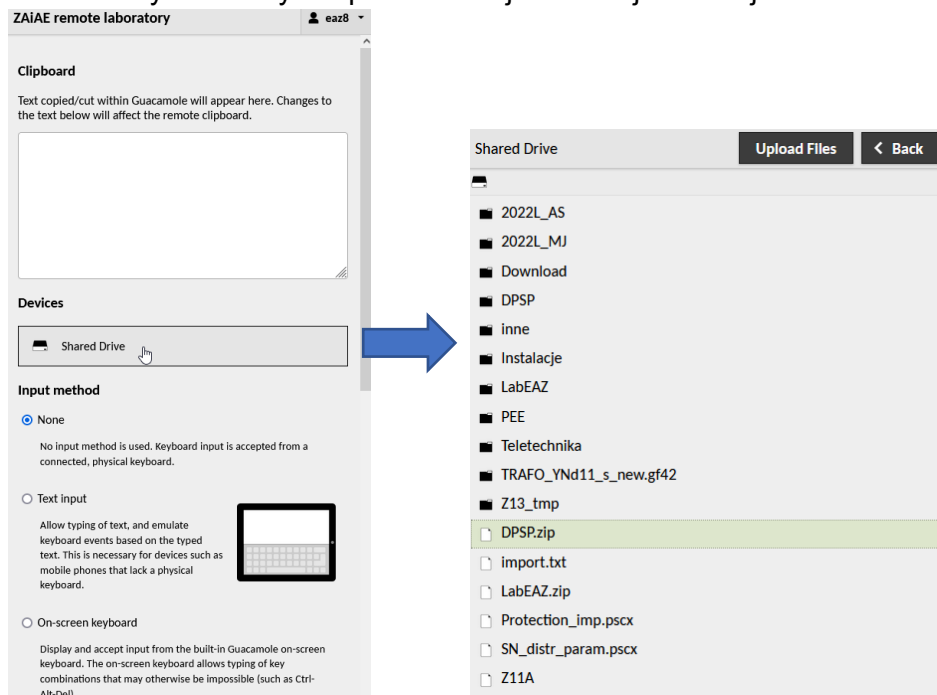 ZAiAE remote laboratory
eaz8
Clipboard
Text copied/cut within Guacamole will appear here. Changes to
the text below will affect the remote clipboard.
Devices
Shared Drive
Input method
None
No input method is used. Keyboard input is accepted from a
connected, physical keyboard.
Text input
Allow typing of text, and emulate
keyboard events based on the typed
text. This is necessary for devices such as
mobile phones that lack a physical
keyboard.
On-screen keyboard
Display and accept input from the built-in Guacamole on-screen
keyboard. The on-screen keyboard allows typing of key
combinations that may otherwise be impossible (such as Ctrl-
Alt-Del).
Shared Drive
Upload FIles
Back
2022L_AS
2022L_MJ
Download
DPSP
inne
Instalacje
LabEAZ
PEE
Teletechnika
TRAFO_YNd11_s_new.gf42
Z13_tmp
DPSP.zip
import.txt
LabEAZ.zip
Protection_imp.pscx
SN_distr_param.pscx
Z11A